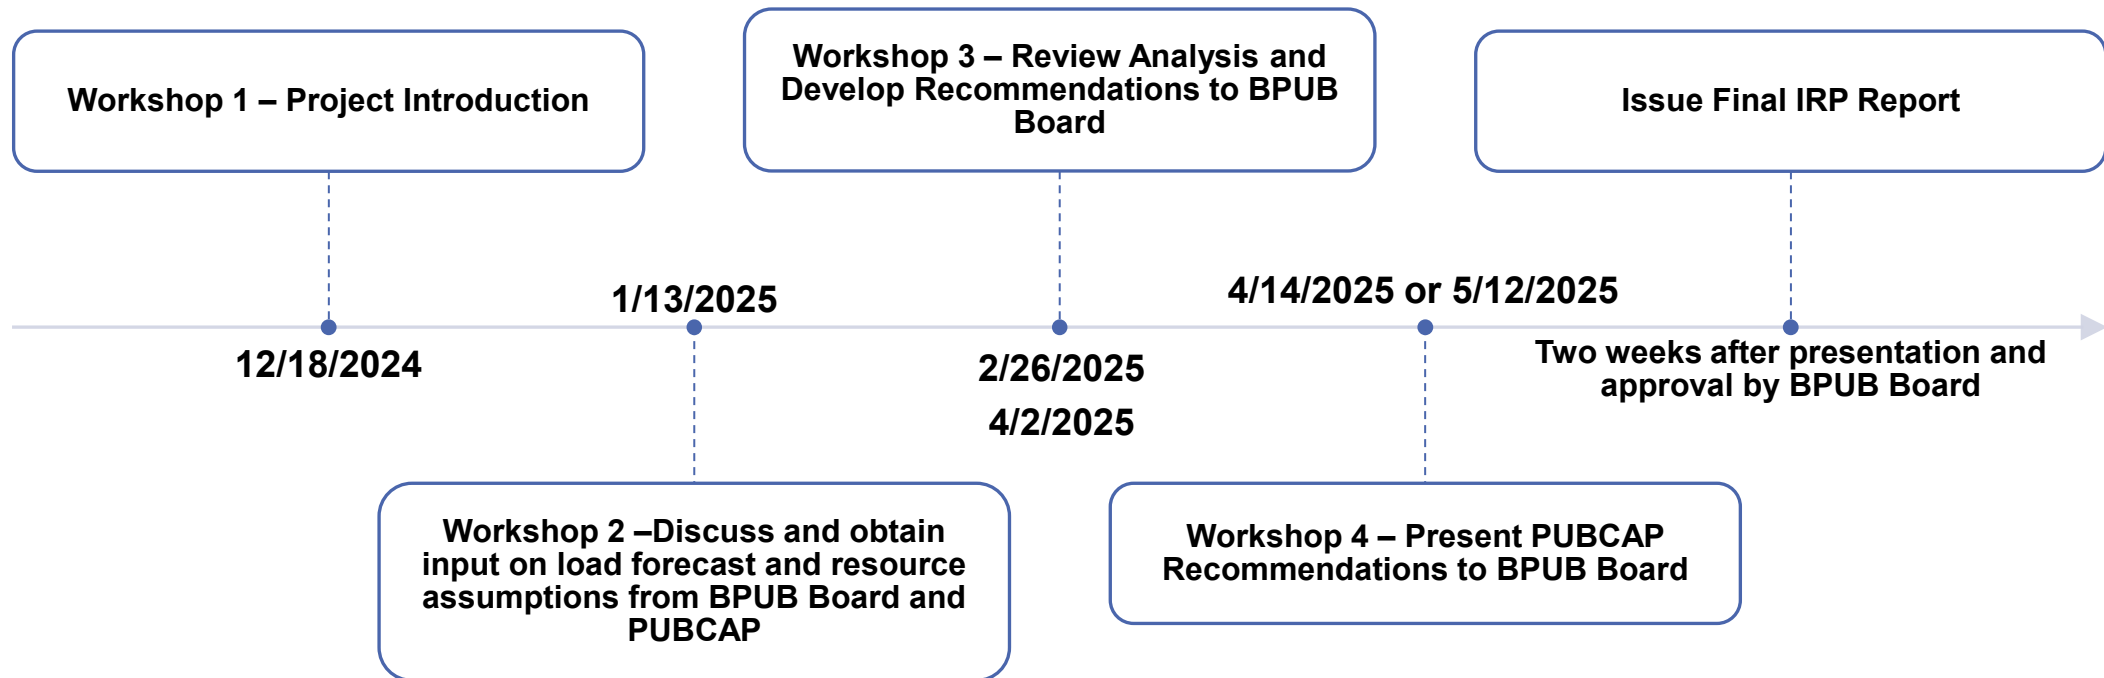 Workshop 1 – Project Introduction
12/18/2024
1/13/2025
Workshop 2 –Discuss and obtain
input on load forecast and resource
assumptions from BPUB Board and
PUBCAP
Workshop 3 – Review Analysis and
Develop Recommendations to BPUB
Board
2/26/2025
4/2/2025
4/14/2025 or 5/12/2025
Workshop 4 – Present PUBCAP
Recommendations to BPUB Board
Issue Final IRP Report
Two weeks after presentation and
approval by BPUB Board